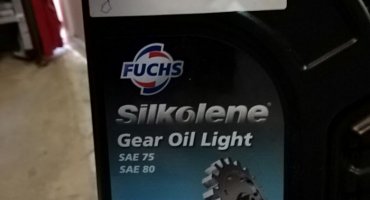 FUCHS
Silkolene
Gear Oil Light
SAE 75
SAE 80